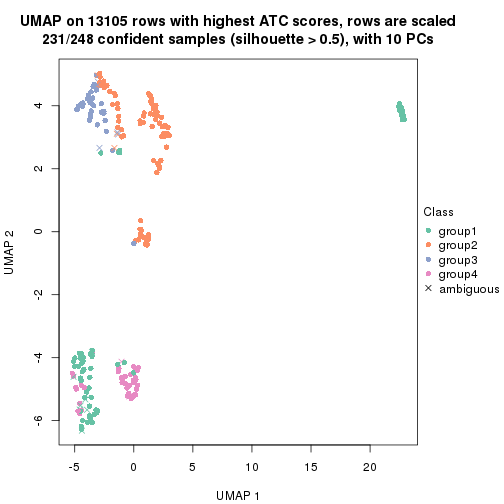 UMAP on 13105 rows with highest ATC scores, rows are scaled
231/248 confident samples (silhouette > 0.5), with 10 PCs
4
2
0
-2
-4
-6
UMAP 2
-5
0
5
10
15
20
UMAP 1
Class
group1
group2
group3
group4
ambiguous